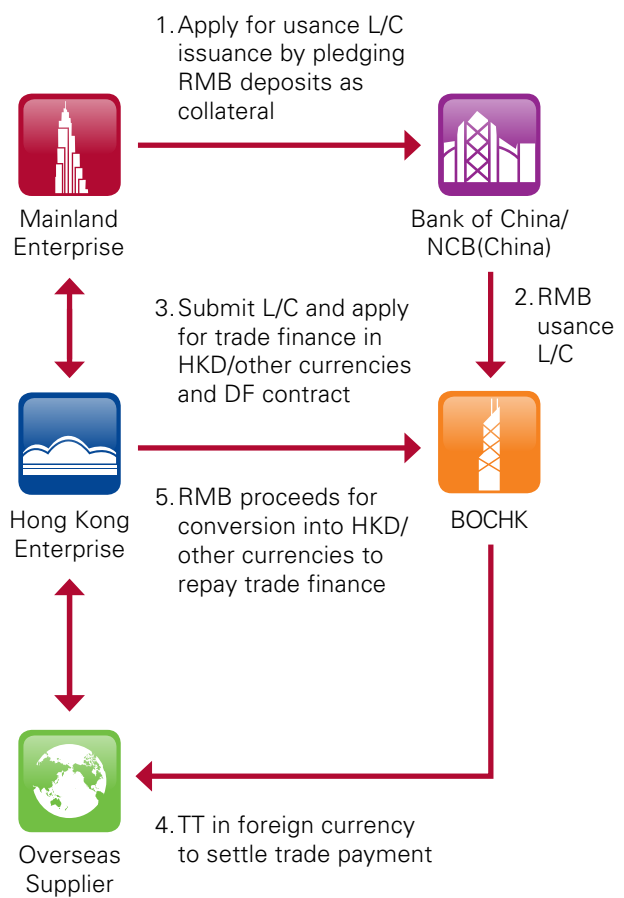 1. Apply for usance L/C
issuance by pledging
RMB deposits as
collateral
Mainland
Enterprise
Bank of China/
NCB(China)
2. RMB
usance
L/C
3. Submit L/C and apply
for trade finance in
HKD/other currencies
and DF contract
Hong Kong
Enterprise
BOCHK
5. RMB proceeds for
conversion into HKD/
other currencies to
repay trade finance
4. TT in foreign currency
to settle trade payment
Overseas
Supplier